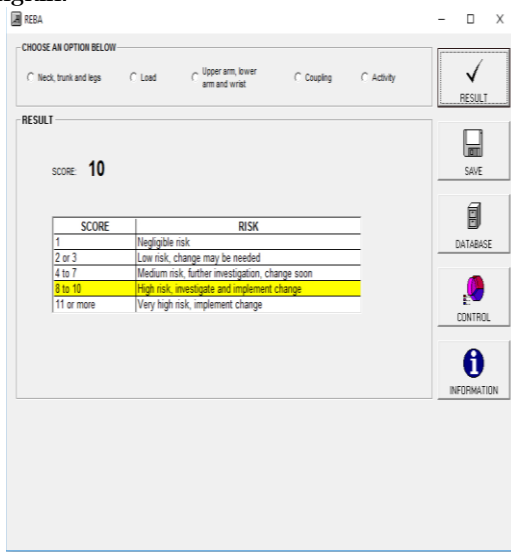 REBA
CHOOSE AN OPTION BELOW
Neck, trunk and legs
Load
Upper arm, lower
arm and wrist
Coupling
Activity
RESULT
SCORE: 10
SCORE RISK
1 Negligible risk
2 or 3 Low risk, change may be needed
4 to 7 Medium risk, further investigation, change soon
8 to 10 High risk, investigate and implement change
11 or more Very high risk, implement change
RESULT
SAVE
DATABASE
CONTROL
INFORMATION